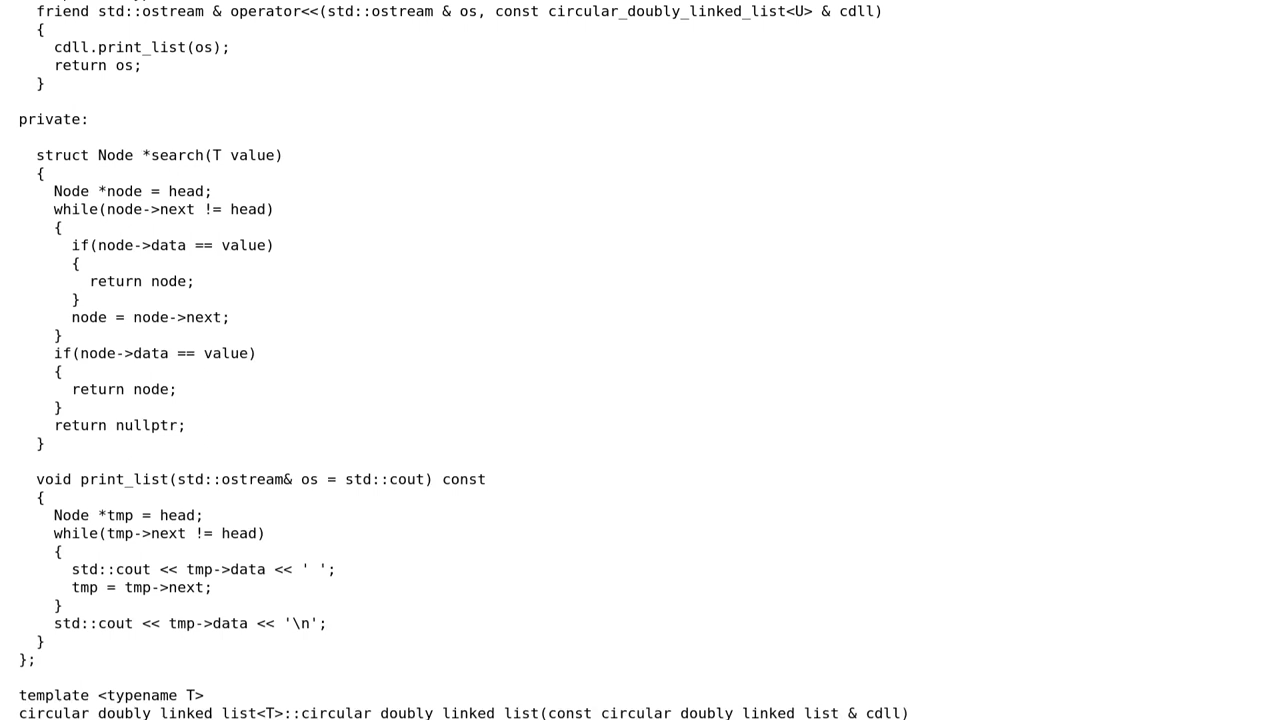 friend std::ostream & operator<<(std::ostream & os, const circular_doubly_linked_list<U> & cdll)
{
cdll.print_list(os);
return os;
}
private:
struct Node *search(T value)
{
Node *node = head;
while(node->next != head)
{
if(node->data == value)
{
return node;
}
node = node->next;
}
if(node->data == value)
{
return node;
}
return nullptr;
}
void print_list(std::ostream& os = std::cout) const
{
Node *tmp = head;
while(tmp->next != head)
{
std::cout << tmp->data << ' ';
tmp = tmp->next;
}
std::cout << tmp->data << '\n';
}
};
template <typename T>
circular_doubly_linked_list<T>::circular_doubly_linked_list(const circular_doubly_linked_list & cdll)